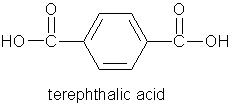 O O
HO-C C-OH
terephthalic acid